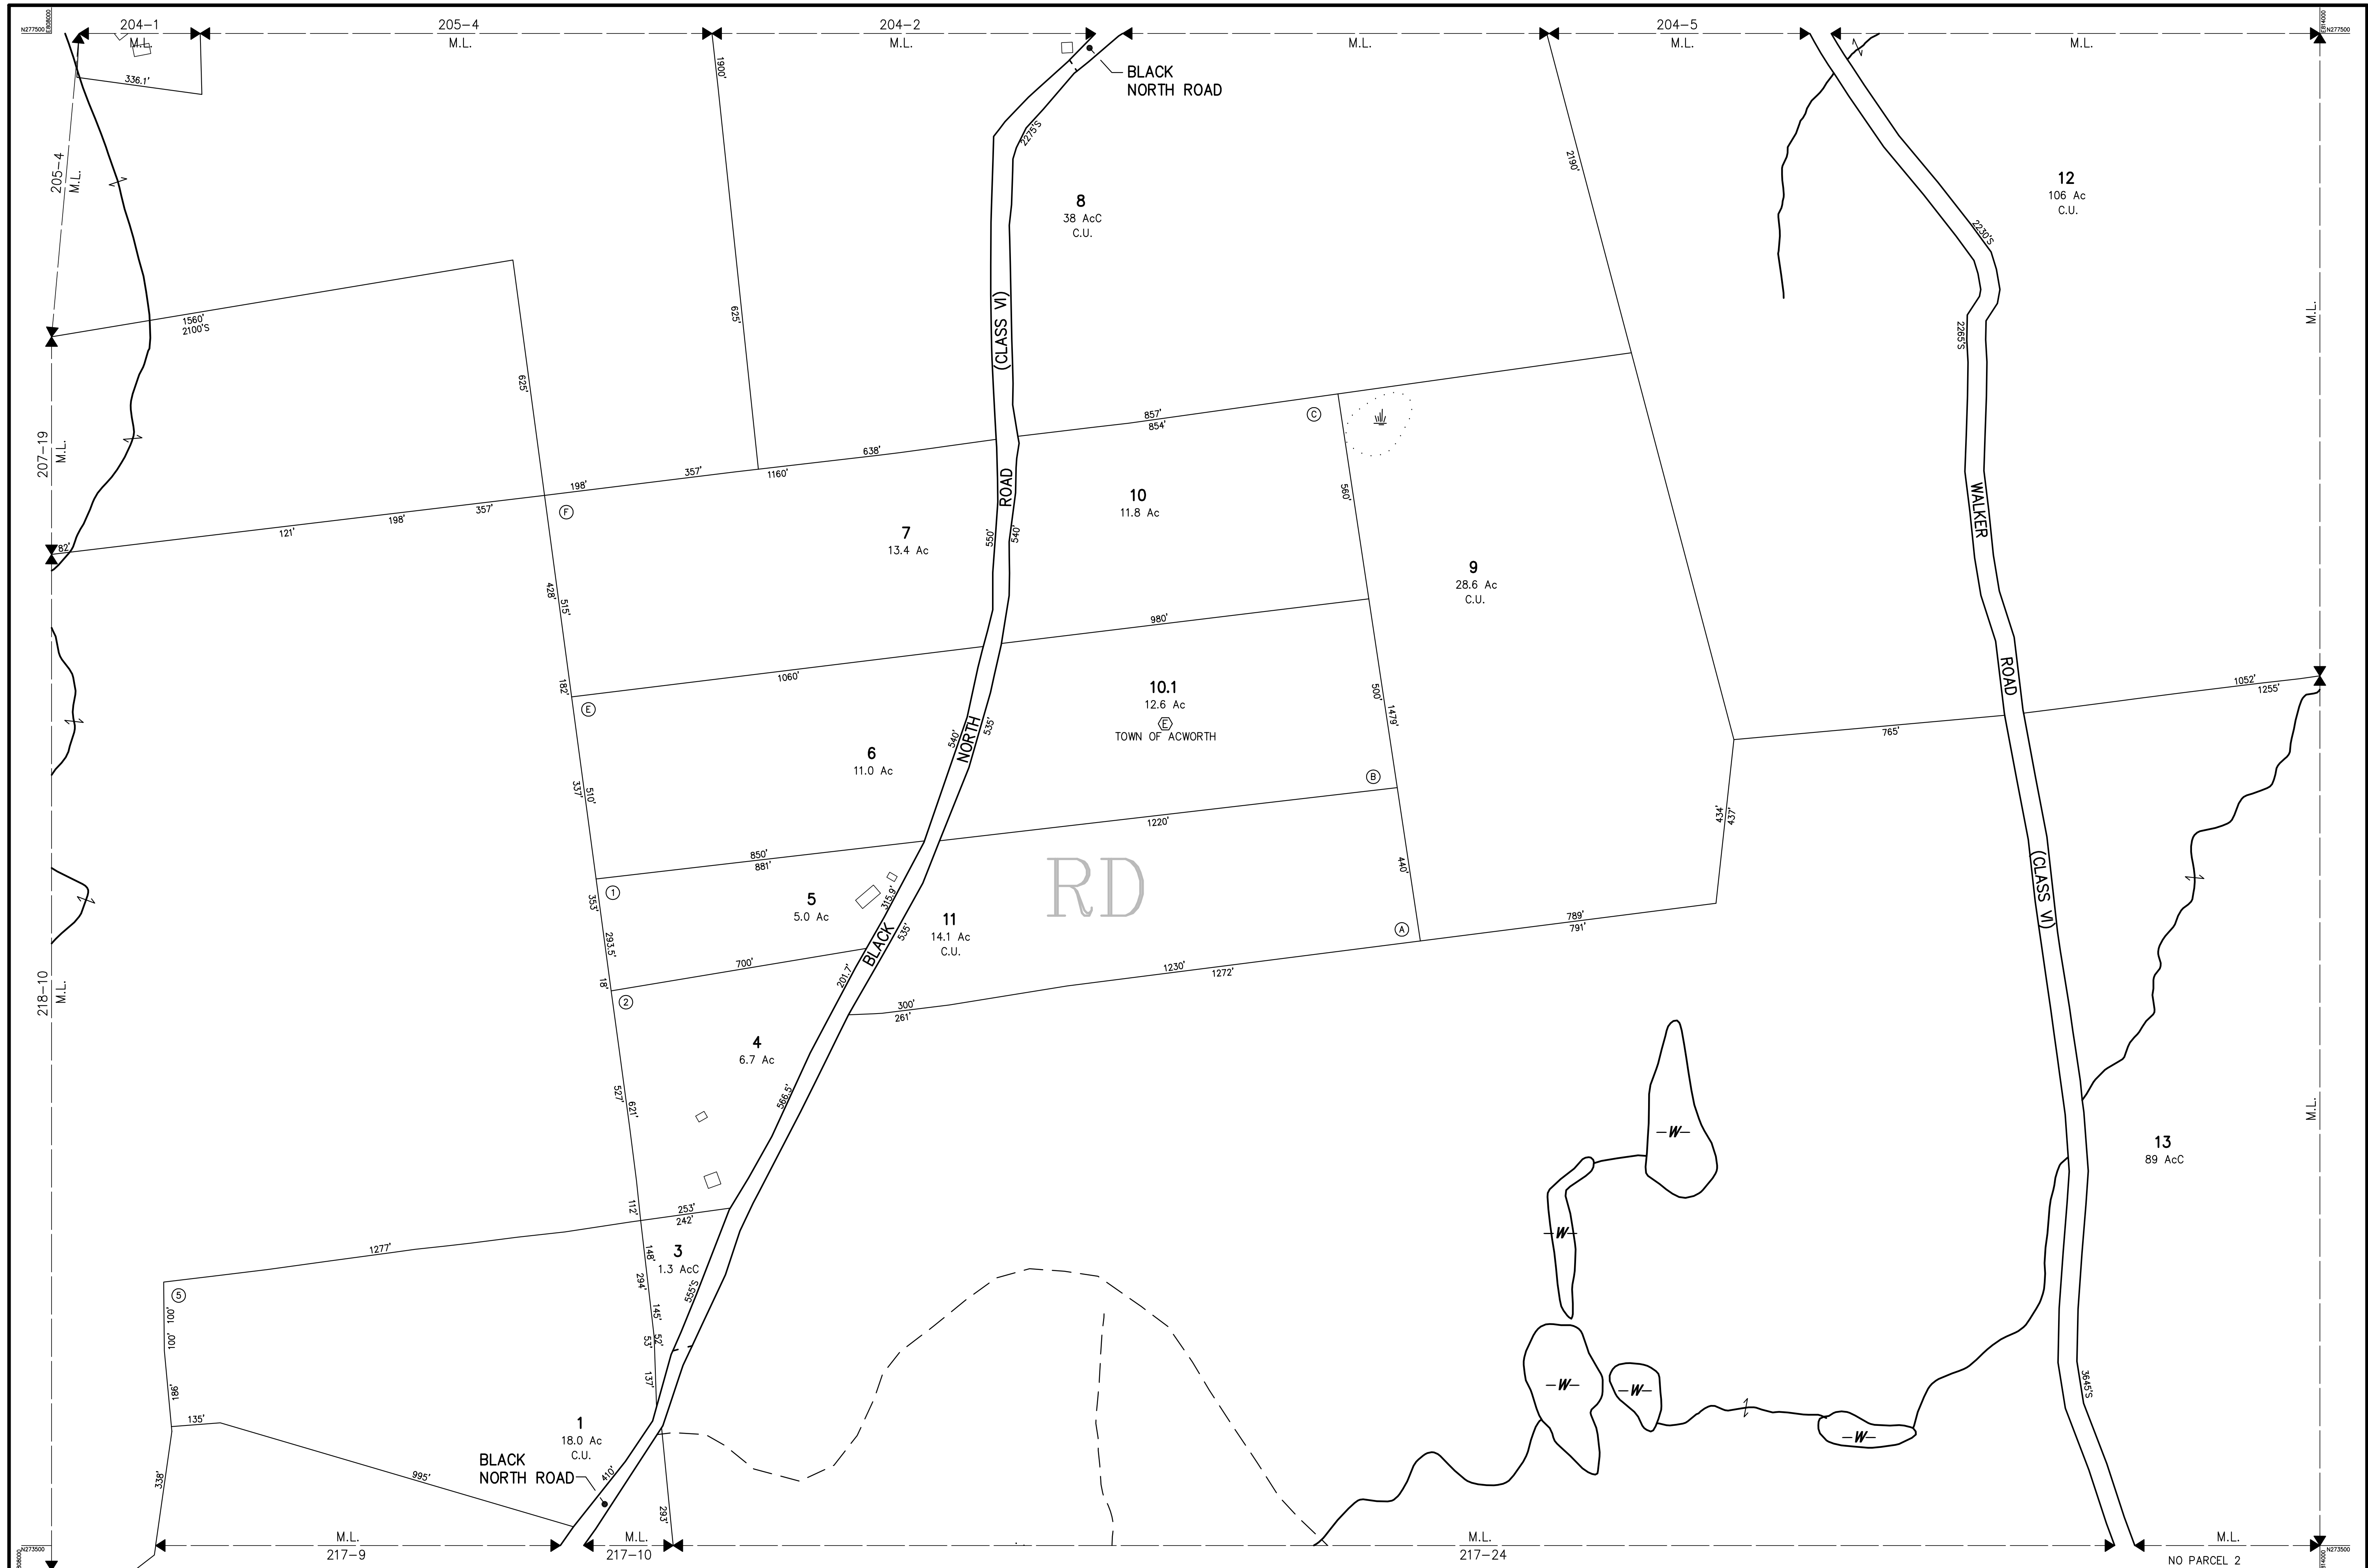 204-1
205-4
204-2
204-5
N277500
E808000
E814000
N277500
M.L.
M.L.
M.L.
M.L.
M.L.
M.L.
336.1'
1900'
BLACK
NORTH ROAD
2275'S
205-4
M.L.
2190'
12
106 Ac
C.U.
8
38 AcC
C.U.
2230'S
1560'
2100'S
625'
625'
(CLASS VI)
2265'S
M.L.
207-19
M.L.
857'
854'
C
638'
1160'
357'
198'
F
357'
198'
121'
82'
ROAD
10
11.8 Ac
560'
7
13.4 Ac
550'
540'
WALKER
9
28.6 Ac
C.U.
428'
515'
980'
1060'
182'
E
10.1
12.6 Ac
E
TOWN OF ACWORTH
500'
1479'
ROAD
1052'
1255'
765'
NORTH
540'
535'
6
11.0 Ac
B
337'
510'
1220'
434'
437'
850'
881'
1
RD
440'
(CLASS VI)
353'
5
5.0 Ac
315.9'
11
14.1 Ac
C.U.
535'
BLACK
789'
791'
A
293.5'
700'
201.7'
1230'
1272'
18'
2
300'
261'
218-10
M.L.
4
6.7 Ac
566.5'
527'
621'
M.L.
-W-
13
89 AcC
112'
253'
242'
1277'
148'
3
1.3 AcC
294'
555'S
-W-
5
100'
100'
145'
52'
53'
137'
186'
-W-
-W-
3645'S
135'
1
18.0 Ac
C.U.
-W-
BLACK
NORTH ROAD
410'
995'
338'
293'
M.L.
M.L.
M.L.
M.L.
217-9
217-10
217-24
N273500
N273500
NO PARCEL 2